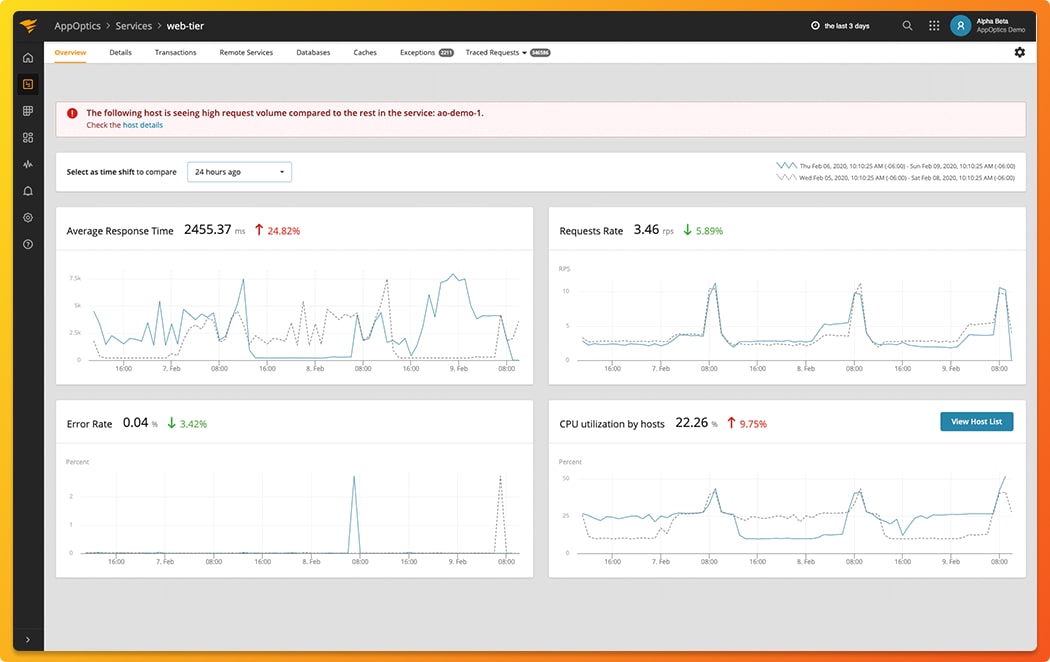 AppOptics > Services > web-tier
the last 3 days
Alpha Beta
AppOptics Demo
Overview Details Transactions Remote Services Databases Caches Exceptions 2211 Traced Requests 346586
The following host is seeing high request volume compared to the rest in the service: ao-demo-1.
Check the host details
Select as time shift to compare 24 hours ago
Thu Feb 06, 2020, 10:10:25 AM (-06:00) - Sun Feb 09, 2020, 10:10:25 AM (-06:00)
Wed Feb 05, 2020, 10:10:25 AM (-06:00) - Sat Feb 08, 2020, 10:10:25 AM (-06:00)
Average Response Time 2455.37 ms 24.82%
7.5k
5k
2.5k
0
16:00 7. Feb 08:00 16:00 8. Feb 08:00 16:00 9. Feb 08:00
Requests Rate 3.46 rps 5.89%
RPS
10
5
0
16:00 7. Feb 08:00 16:00 8. Feb 08:00 16:00 9. Feb 08:00
Error Rate 0.04 % 3.42%
Percent
2
1
0
16:00 7. Feb 08:00 16:00 8. Feb 08:00 16:00 9. Feb 08:00
CPU utilization by hosts 22.26 % 9.75%
View Host List
Percent
50
25
0
16:00 7. Feb 08:00 16:00 8. Feb 08:00 16:00 9. Feb 08:00